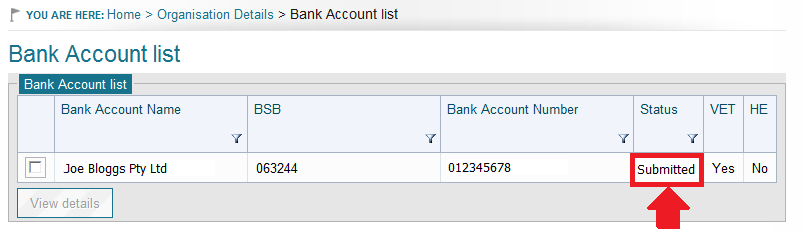 YOU ARE HERE: Home > Organisation Details > Bank Account list
Bank Account list
Bank Account list
Bank Account Name BSB Bank Account Number Status VET HE
Joe Bloggs Pty Ltd 063244 012345678 Submitted Yes No
View details